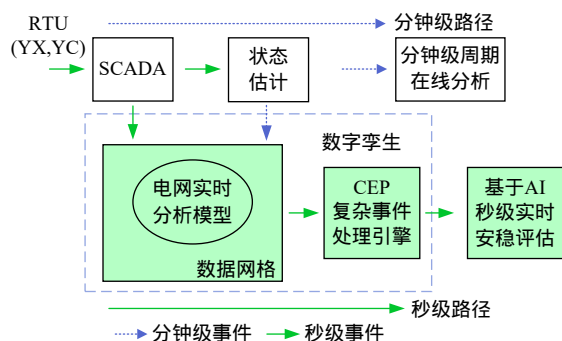 RTU
(YX,YC)
分钟级路径
SCADA
状态
估计
分钟级周期
在线分析
数字孪生
电网实时
分析模型
数据网格
CEP
复杂事件
处理引擎
基于AI
秒级实时
安稳评估
秒级路径
分钟级事件
秒级事件